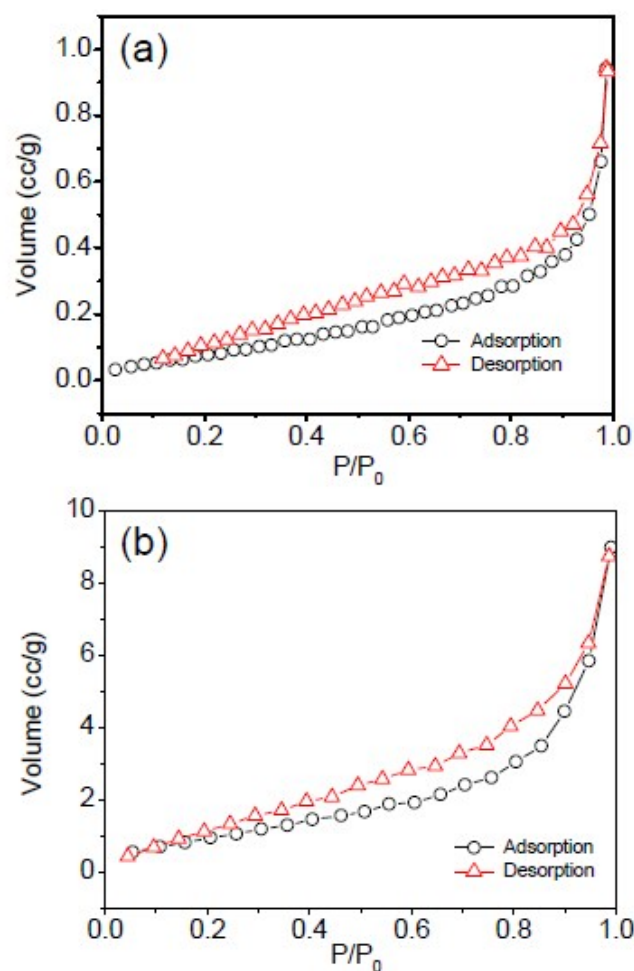 (a)
Volume (cc/g)
1.0
0.8
0.6
0.4
0.2
0.0
Adsorption
Desorption
0.0 0.2 0.4 0.6 0.8 1.0
P/P₀
(b)
Volume (cc/g)
10
8
6
4
2
0
Adsorption
Desorption
0.0 0.2 0.4 0.6 0.8 1.0
P/P₀